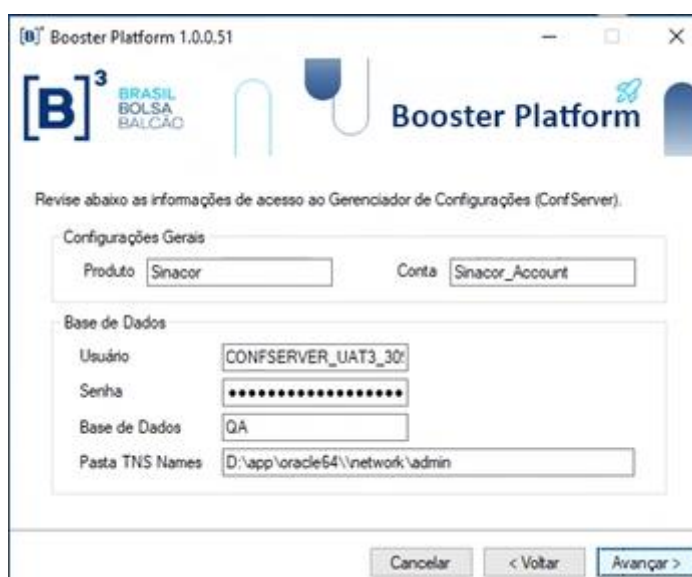 [B]³ Booster Platform 1.0.0.51
[B]³ BRASIL
BOLSA
BALCÃO
Booster Platform
Revise abaixo as informações de acesso ao Gerenciador de Configurações (ConfServer).
Configurações Gerais
Produto Sinacor Conta Sinacor_Account
Base de Dados
Usuário CONFSERVER_UAT3_309
Senha ●●●●●●●●●●●●●●●●●●
Base de Dados QA
Pasta TNS Names D:\app\oracle64\\network\admin
Cancelar < Voltar Avançar >